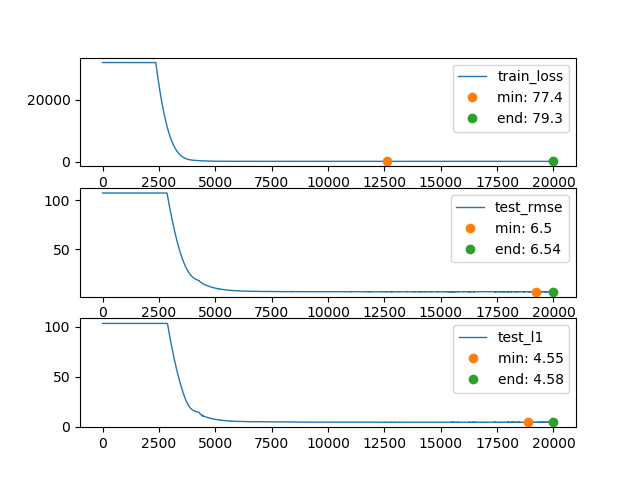 train_loss
min: 77.4
end: 79.3
20000
0
0 2500 5000 7500 10000 12500 15000 17500 20000
test_rmse
min: 6.5
end: 6.54
100
50
0 2500 5000 7500 10000 12500 15000 17500 20000
test_l1
min: 4.55
end: 4.58
100
50
0
0 2500 5000 7500 10000 12500 15000 17500 20000